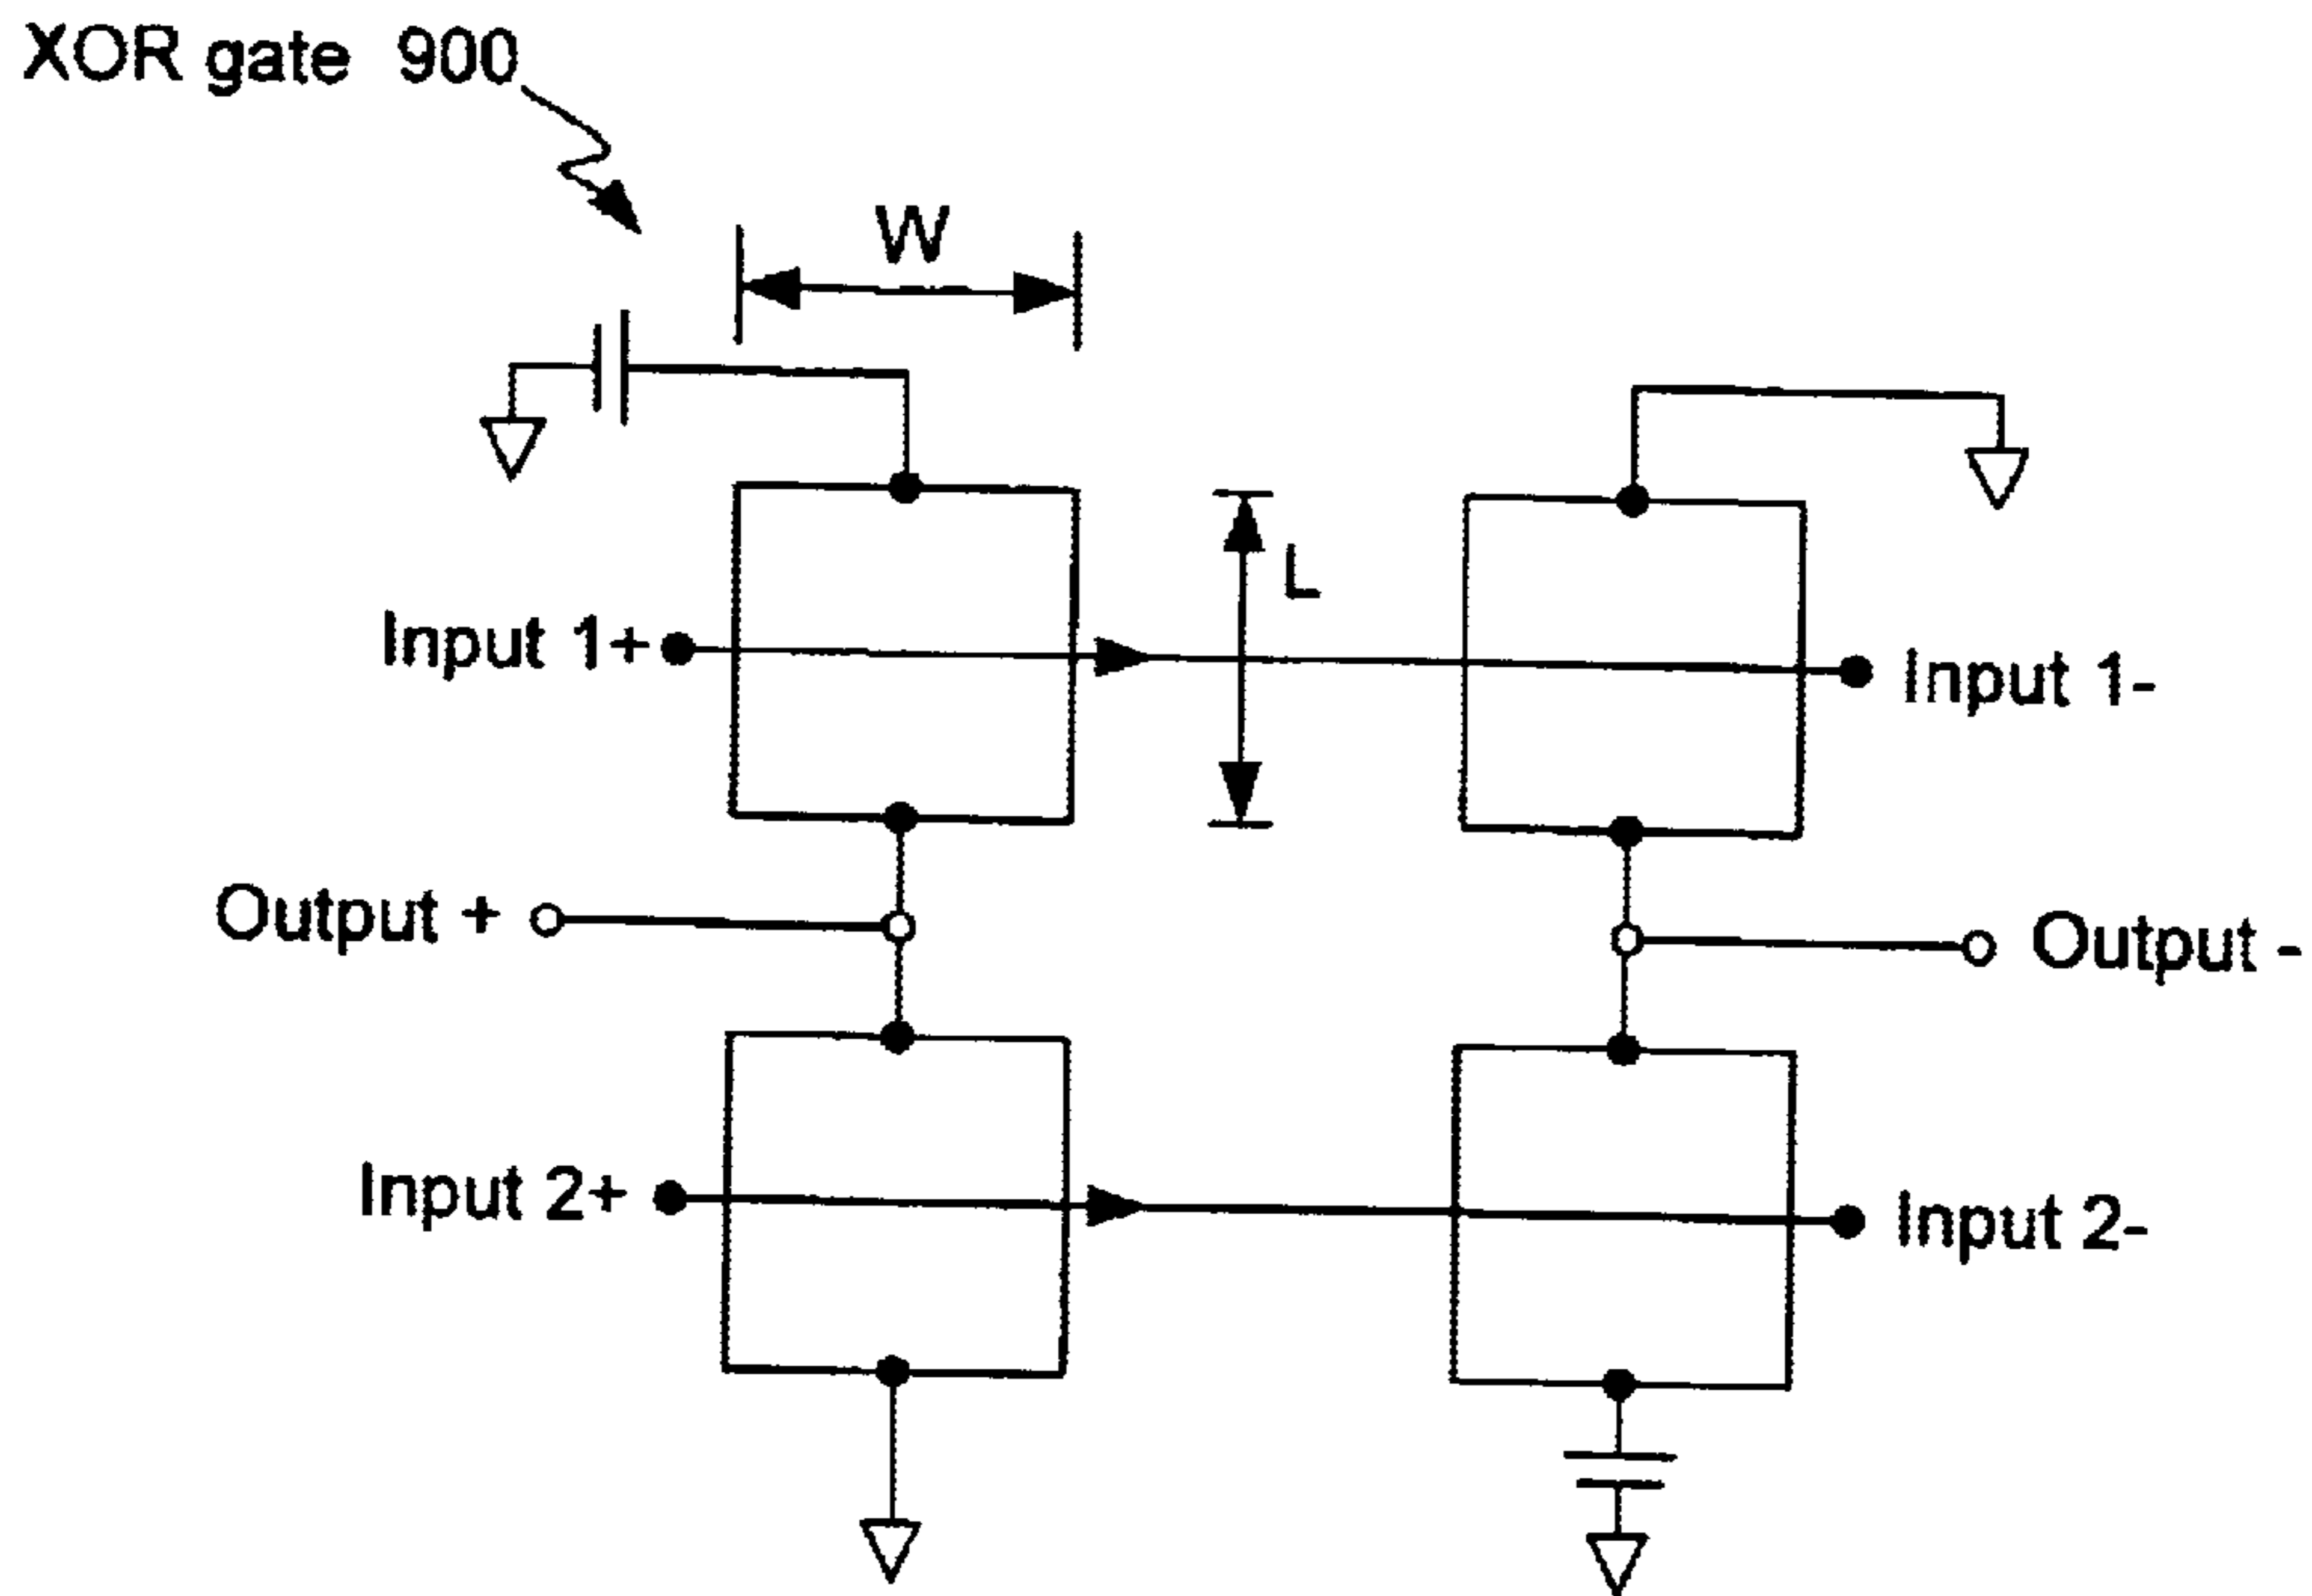 XOR gate 900
W
L
Input 1+
Input 1-
Output +
Output -
Input 2+
Input 2-